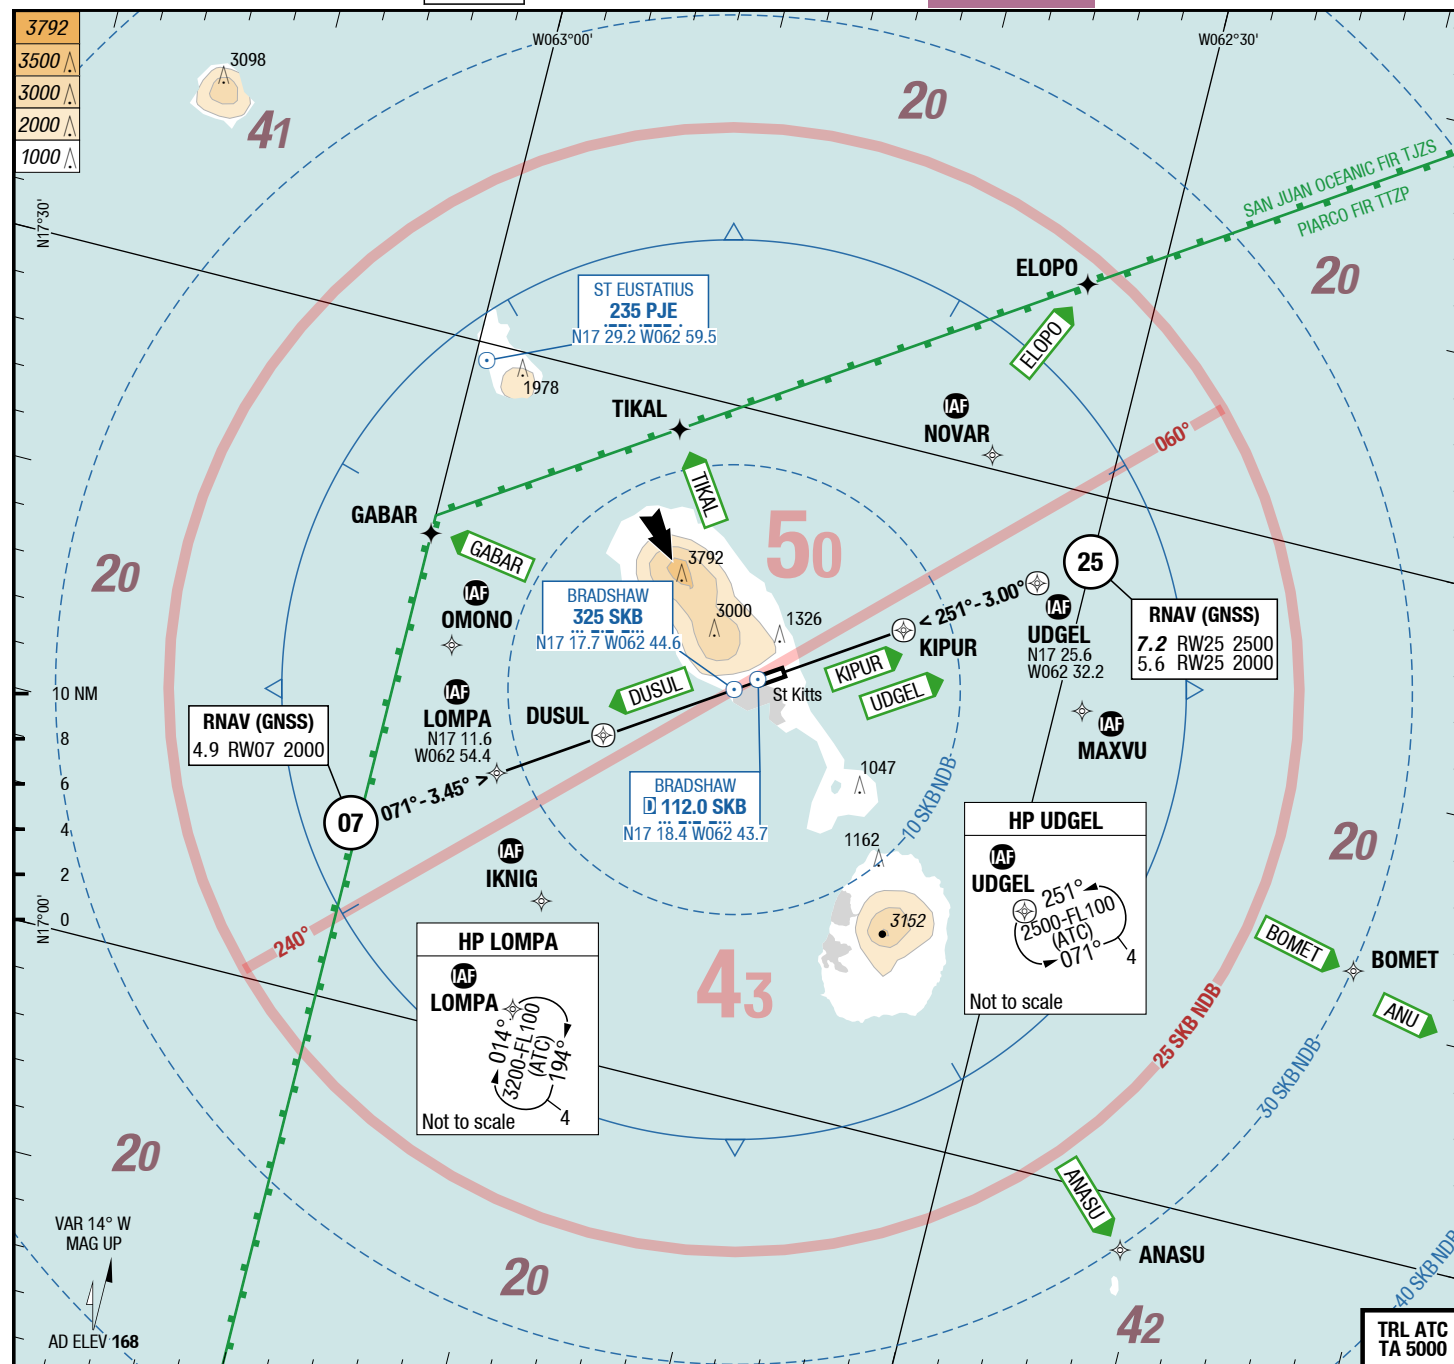 3792
3500
3000
2000
1000
3098
41
W063°00'
W062°30'
20
N17°30'
SAN JUAN OCEANIC FIR TJZS
PIARCO FIR TTZP
20
ELOPO
ELOPO
ST EUSTATIUS
235 PJE
N17 29.2 W062 59.5
1978
TIKAL
TIKAL
IAF
NOVAR
060°
GABAR
GABAR
20
50
3792
3000
1326
BRADSHAW
325 SKB
N17 17.7 W062 44.6
IAF
OMONO
25
RNAV (GNSS)
7.2 RW25 2500
5.6 RW25 2000
< 251°- 3.00°
IAF
UDGEL
N17 25.6
W062 32.2
KIPUR
KIPUR
UDGEL
St Kitts
DUSUL
DUSUL
IAF
LOMPA
N17 11.6
W062 54.4
IAF
MAXVU
10 NM
8
6
4
2
0
RNAV (GNSS)
4.9 RW07 2000
07
071°- 3.45° >
BRADSHAW
D 112.0 SKB
N17 18.4 W062 43.7
1047
1162
-10 SKB NDB-
3152
IAF
IKNIG
N17°00'
240°
HP LOMPA
IAF
LOMPA
014°
3200-FL100
(ATC)
194°
4
Not to scale
43
HP UDGEL
IAF
UDGEL
251°
2500-FL100
(ATC)
071°
4
Not to scale
20
BOMET
BOMET
ANU
25 SKB NDB
-30 SKB NDB-
-40 SKB NDB
ANASU
ANASU
20
20
42
VAR 14° W
MAG UP
AD ELEV 168
TRL ATC
TA 5000